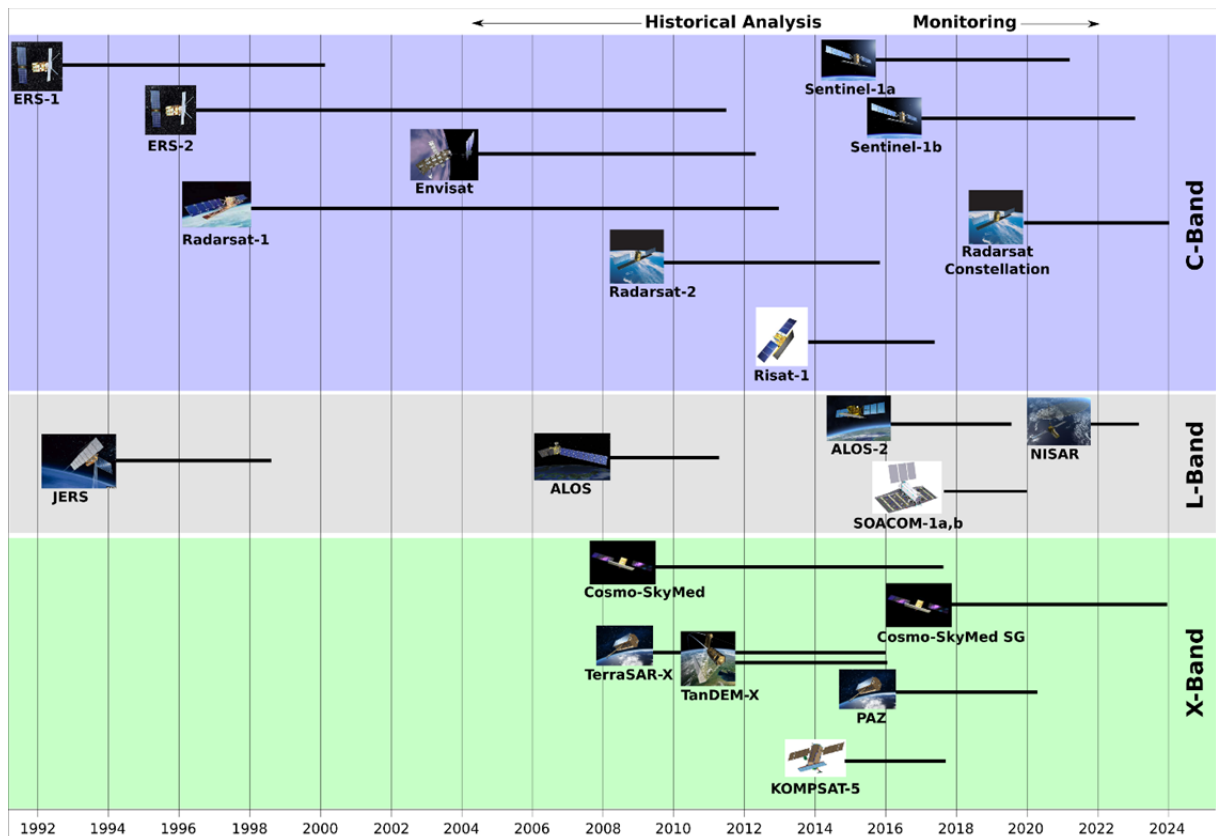 Historical Analysis
Monitoring
ERS-1
Sentinel-1a
ERS-2
Sentinel-1b
Envisat
Radarsat-1
Radarsat
Constellation
Radarsat-2
Risat-1
C-Band
ALOS-2
NISAR
JERS
ALOS
SOACOM-1a,b
L-Band
Cosmo-SkyMed
Cosmo-SkyMed SG
TerraSAR-X
TanDEM-X
PAZ
KOMPSAT-5
X-Band
1992 1994 1996 1998 2000 2002 2004 2006 2008 2010 2012 2014 2016 2018 2020 2022 2024